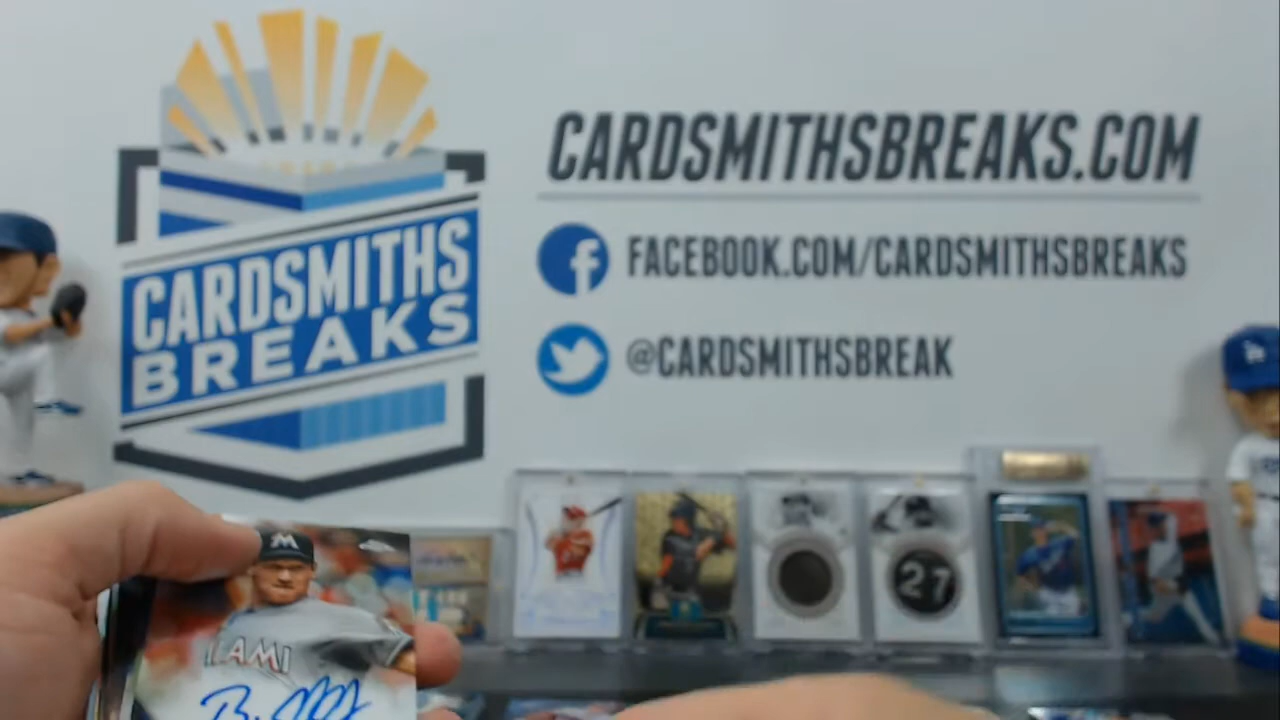 CARDSMITHS
BREAKS
CARDSMITHSBREAKS.COM
FACEBOOK.COM/CARDSMITHSBREAKS
@CARDSMITHSBREAK
27
M
IAMI